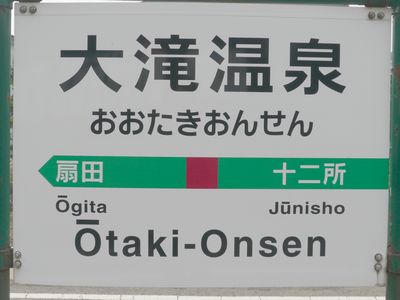 大滝温泉
おおたきおんせん
扇田 十二所
Ōgita Jūnisho
Ōtaki-Onsen